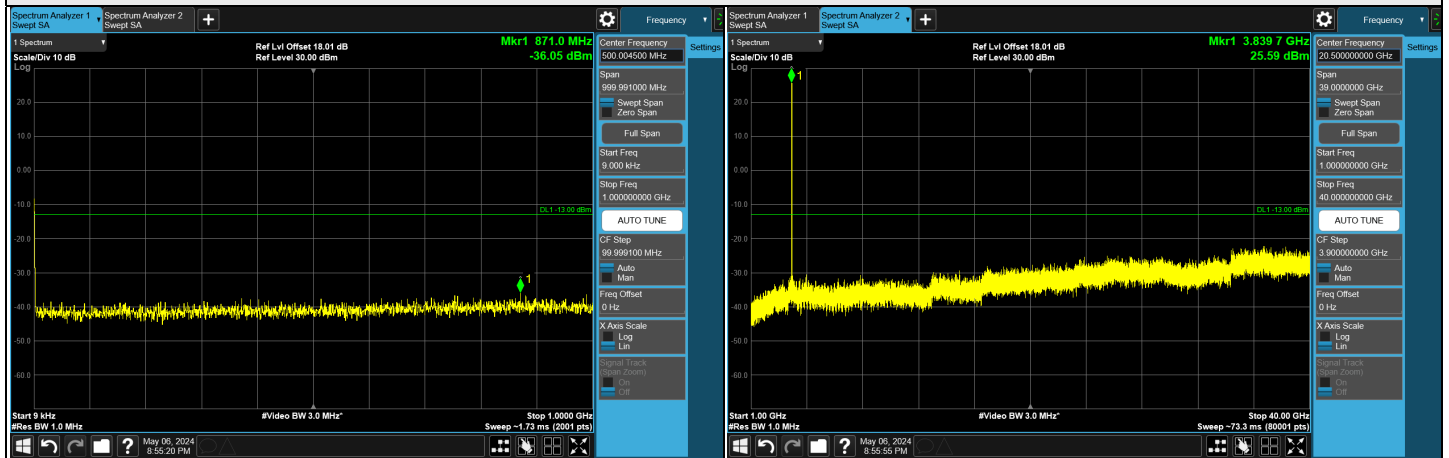 Spectrum Analyzer 1
Swept SA
Spectrum Analyzer 2
Swept SA
+
Frequency
1 Spectrum
Scale/Div 10 dB
Log
Ref Lvl Offset 18.01 dB
Ref Level 30.00 dBm
Mkr1 871.0 MHz
-36.05 dBm
1
20.0
10.0
0.00
-10.0
-20.0
-30.0
-40.0
-50.0
-60.0
DL1 -13.00 dBm
Start 9 kHz
#Res BW 1.0 MHz
#Video BW 3.0 MHz*
Stop 1.0000 GHz
Sweep ~1.73 ms (2001 pts)
Center Frequency
500.004500 MHz
Settings
Span
999.991000 MHz
Swept Span
Zero Span
Full Span
Start Freq
9.000 kHz
Stop Freq
1.000000000 GHz
AUTO TUNE
CF Step
99.999100 MHz
Auto
Man
Freq Offset
0 Hz
X Axis Scale
Log
Lin
Signal Track
(Span Zoom)
On
Off
?
May 06, 2024
8:55:20 PM
Spectrum Analyzer 1
Swept SA
Spectrum Analyzer 2
Swept SA
+
Frequency
1 Spectrum
Scale/Div 10 dB
Log
Ref Lvl Offset 18.01 dB
Ref Level 30.00 dBm
Mkr1 3.839 7 GHz
25.59 dBm
1
20.0
10.0
0.00
-10.0
-20.0
-30.0
-40.0
-50.0
-60.0
DL1 -13.00 dBm
Start 1.00 GHz
#Res BW 1.0 MHz
#Video BW 3.0 MHz*
Stop 40.00 GHz
Sweep ~73.3 ms (80001 pts)
Center Frequency
20.500000000 GHz
Settings
Span
39.0000000 GHz
Swept Span
Zero Span
Full Span
Start Freq
1.000000000 GHz
Stop Freq
40.000000000 GHz
AUTO TUNE
CF Step
3.900000000 GHz
Auto
Man
Freq Offset
0 Hz
X Axis Scale
Log
Lin
Signal Track
(Span Zoom)
On
Off
?
May 06, 2024
8:55:55 PM